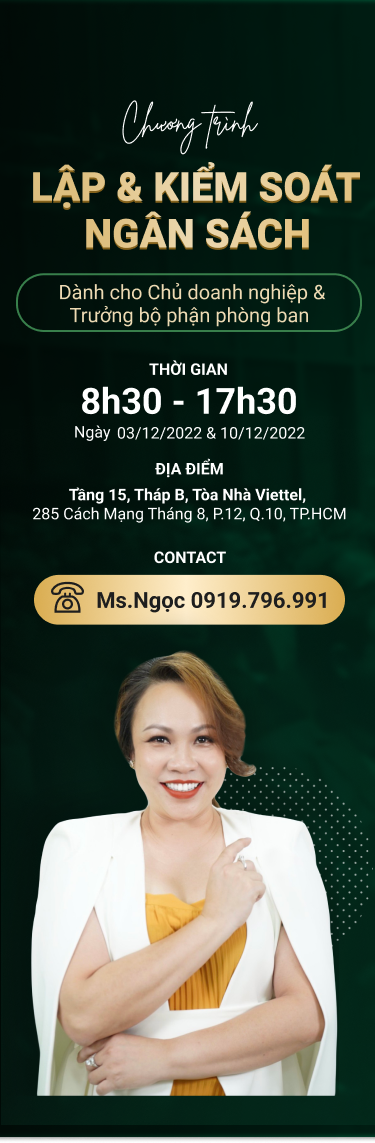 Chương trình
LẬP & KIỂM SOÁT
NGÂN SÁCH
Dành cho Chủ doanh nghiệp &
Trưởng bộ phận phòng ban
THỜI GIAN
8h30 - 17h30
Ngày 03/12/2022 & 10/12/2022
ĐỊA ĐIỂM
Tầng 15, Tháp B, Tòa Nhà Viettel,
285 Cách Mạng Tháng 8, P.12, Q.10, TP.HCM
CONTACT
Ms.Ngọc 0919.796.991